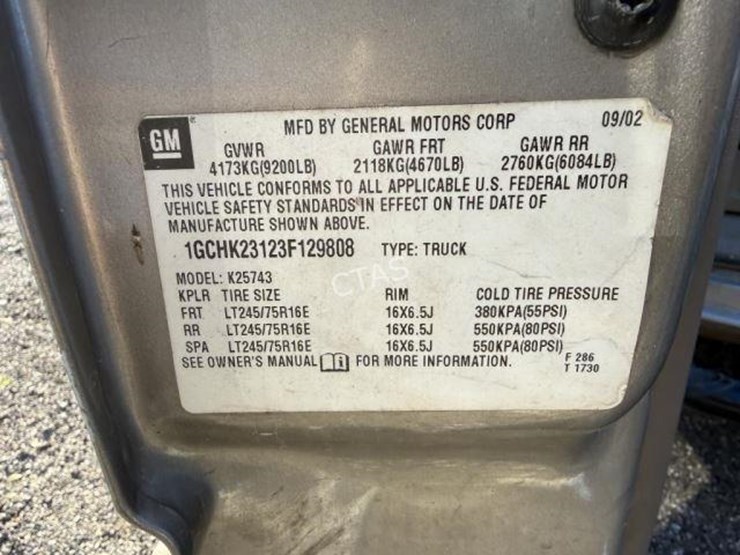 GM MFD BY GENERAL MOTORS CORP 09/02
GVWR GAWR FRT GAWR RR
4173KG(9200LB) 2118KG(4670LB) 2760KG(6084LB)
THIS VEHICLE CONFORMS TO ALL APPLICABLE U.S. FEDERAL MOTOR
VEHICLE SAFETY STANDARDS IN EFFECT ON THE DATE OF
MANUFACTURE SHOWN ABOVE.
1GCHK23123F129808 TYPE: TRUCK
CTAS
MODEL: K25743
KPLR TIRE SIZE RIM COLD TIRE PRESSURE
FRT LT245/75R16E 16X6.5J 380KPA(55PSI)
RR LT245/75R16E 16X6.5J 550KPA(80PSI)
SPA LT245/75R16E 16X6.5J 550KPA(80PSI)
SEE OWNER'S MANUAL FOR MORE INFORMATION. F 286
T 1730